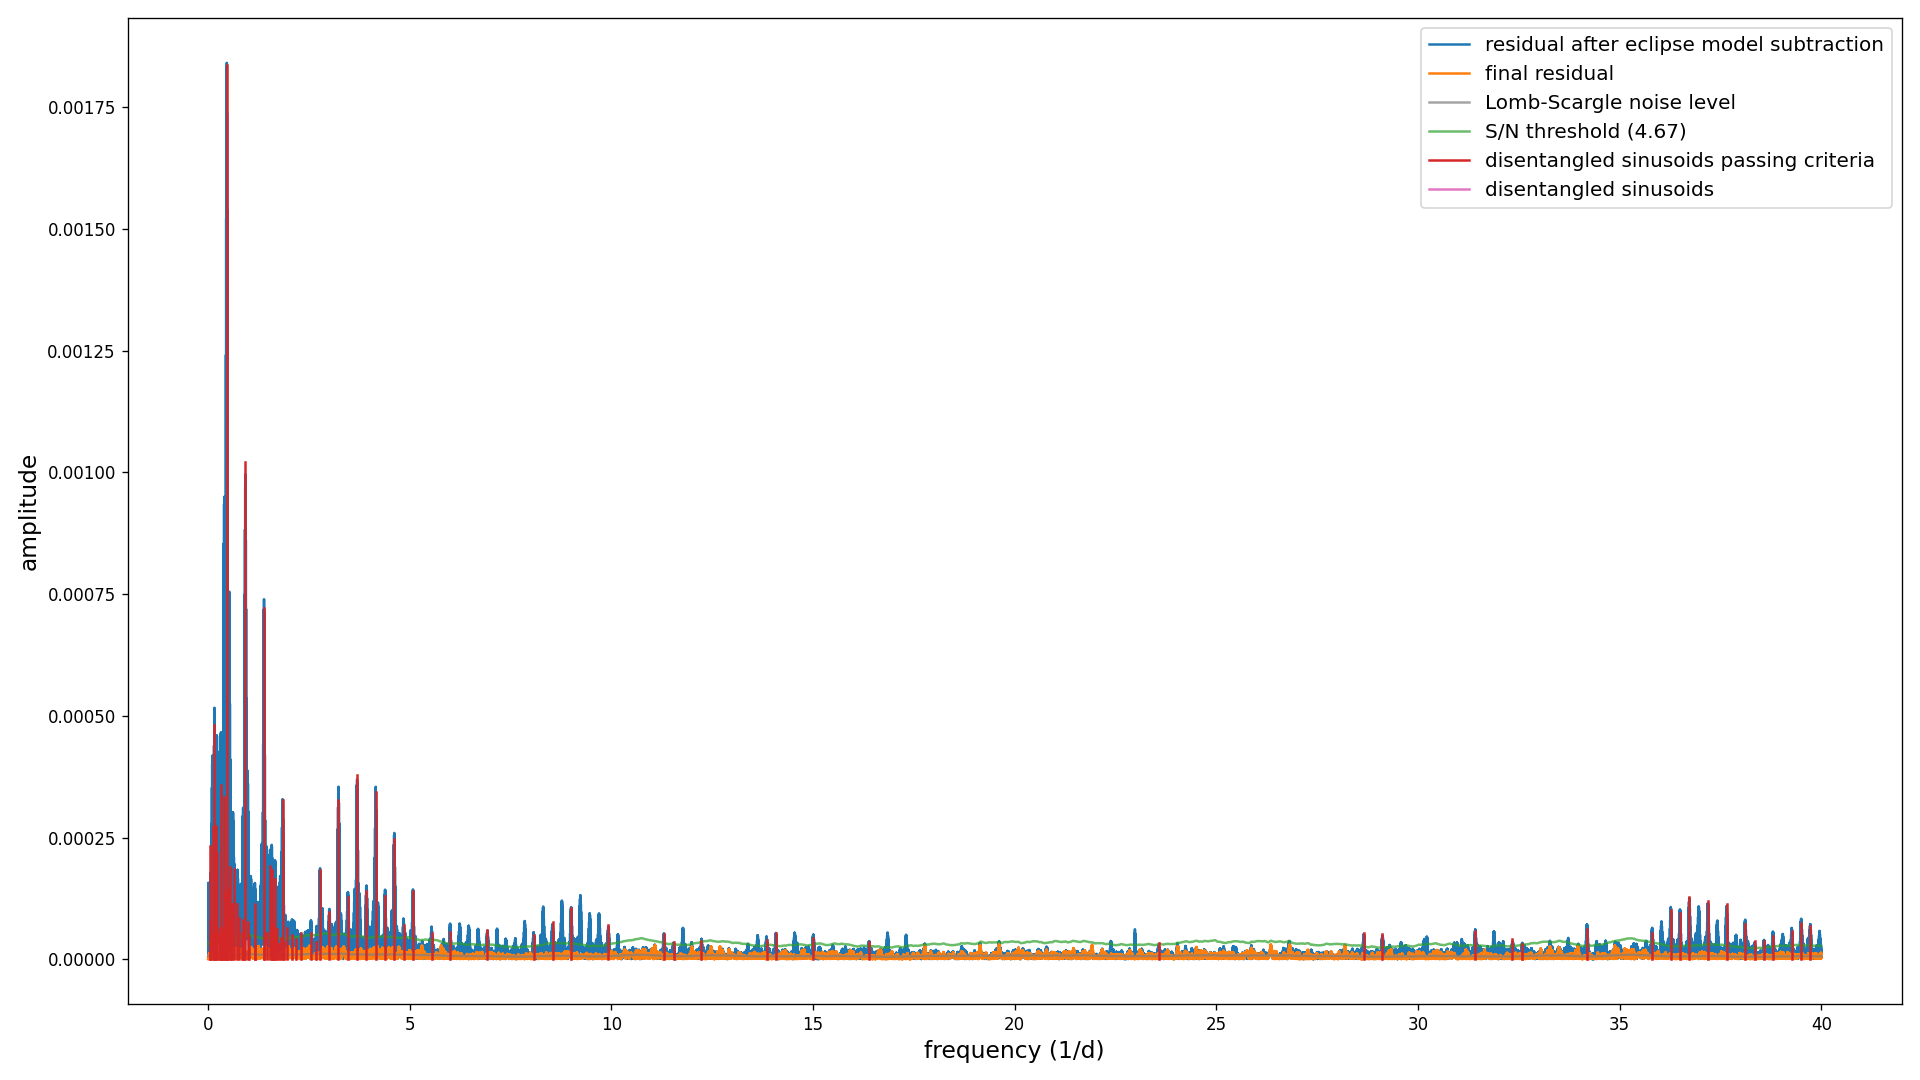 residual after eclipse model subtraction
final residual
Lomb-Scargle noise level
S/N threshold (4.67)
disentangled sinusoids passing criteria
disentangled sinusoids
amplitude
0.00175
0.00150
0.00125
0.00100
0.00075
0.00050
0.00025
0.00000
0 5 10 15 20 25 30 35 40
frequency (1/d)